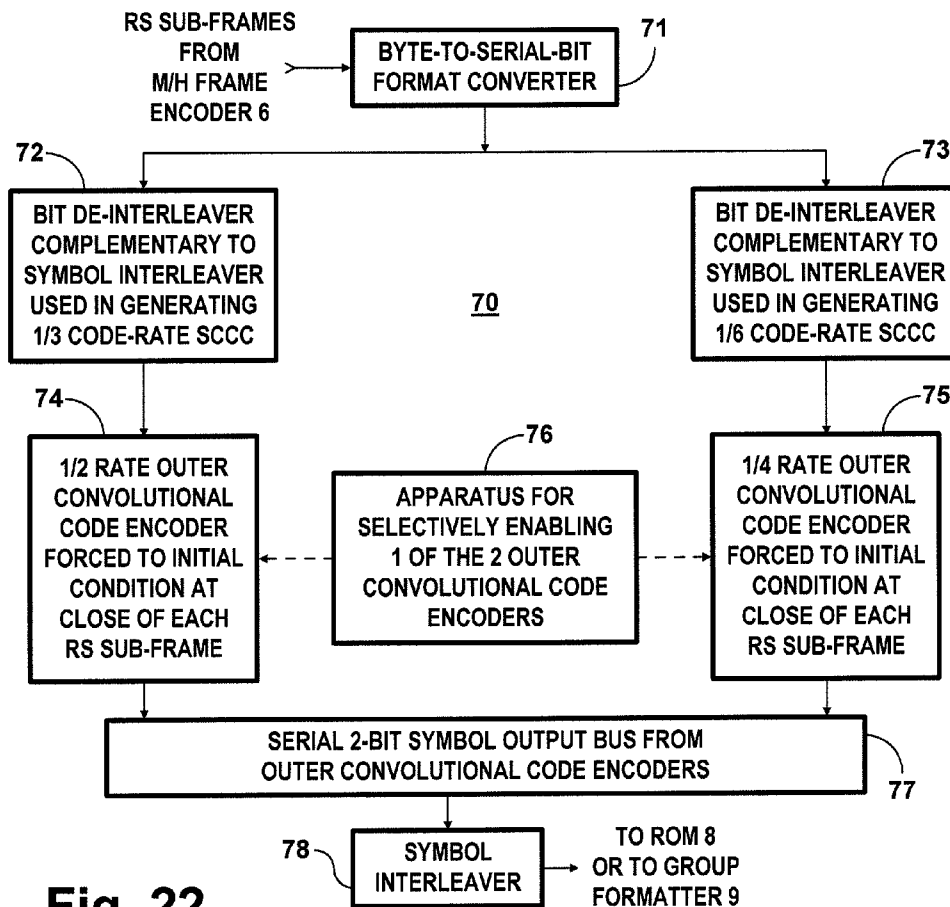 RS SUB-FRAMES
FROM
M/H FRAME
ENCODER 6
BYTE-TO-SERIAL-BIT
FORMAT CONVERTER
71
72
BIT DE-INTERLEAVER
COMPLEMENTARY TO
SYMBOL INTERLEAVER
USED IN GENERATING
1/3 CODE-RATE SCCC
70
73
BIT DE-INTERLEAVER
COMPLEMENTARY TO
SYMBOL INTERLEAVER
USED IN GENERATING
1/6 CODE-RATE SCCC
74
1/2 RATE OUTER
CONVOLUTIONAL
CODE ENCODER
FORCED TO INITIAL
CONDITION AT
CLOSE OF EACH
RS SUB-FRAME
76
APPARATUS FOR
SELECTIVELY ENABLING
1 OF THE 2 OUTER
CONVOLUTIONAL CODE
ENCODERS
75
1/4 RATE OUTER
CONVOLUTIONAL
CODE ENCODER
FORCED TO INITIAL
CONDITION AT
CLOSE OF EACH
RS SUB-FRAME
SERIAL 2-BIT SYMBOL OUTPUT BUS FROM
OUTER CONVOLUTIONAL CODE ENCODERS
77
78
SYMBOL
INTERLEAVER
TO ROM 8
OR TO GROUP
FORMATTER 9
Fig. 22